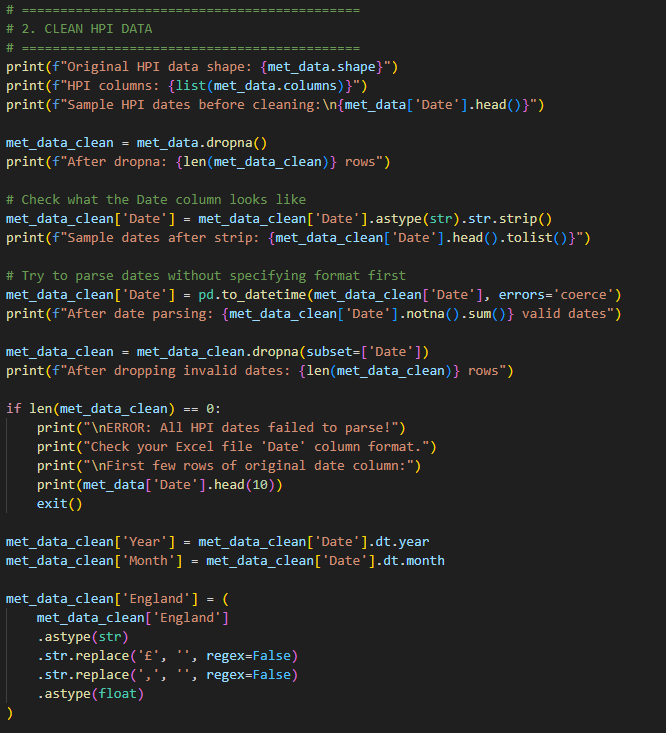 # ============================================
# 2. CLEAN HPI DATA
# ============================================
print(f"Original HPI data shape: {met_data.shape}")
print(f"HPI columns: {list(met_data.columns)}")
print(f"Sample HPI dates before cleaning:\n{met_data['Date'].head()}")

met_data_clean = met_data.dropna()
print(f"After dropna: {len(met_data_clean)} rows")

# Check what the Date column looks like
met_data_clean['Date'] = met_data_clean['Date'].astype(str).str.strip()
print(f"Sample dates after strip: {met_data_clean['Date'].head().tolist()}")

# Try to parse dates without specifying format first
met_data_clean['Date'] = pd.to_datetime(met_data_clean['Date'], errors='coerce')
print(f"After date parsing: {met_data_clean['Date'].notna().sum()} valid dates")

met_data_clean = met_data_clean.dropna(subset=['Date'])
print(f"After dropping invalid dates: {len(met_data_clean)} rows")

if len(met_data_clean) == 0:
    print("\nERROR: All HPI dates failed to parse!")
    print("Check your Excel file 'Date' column format.")
    print("\nFirst few rows of original date column:")
    print(met_data['Date'].head(10))
    exit()

met_data_clean['Year'] = met_data_clean['Date'].dt.year
met_data_clean['Month'] = met_data_clean['Date'].dt.month

met_data_clean['England'] = (
    met_data_clean['England']
    .astype(str)
    .str.replace('£', '', regex=False)
    .str.replace(',', '', regex=False)
    .astype(float)
)